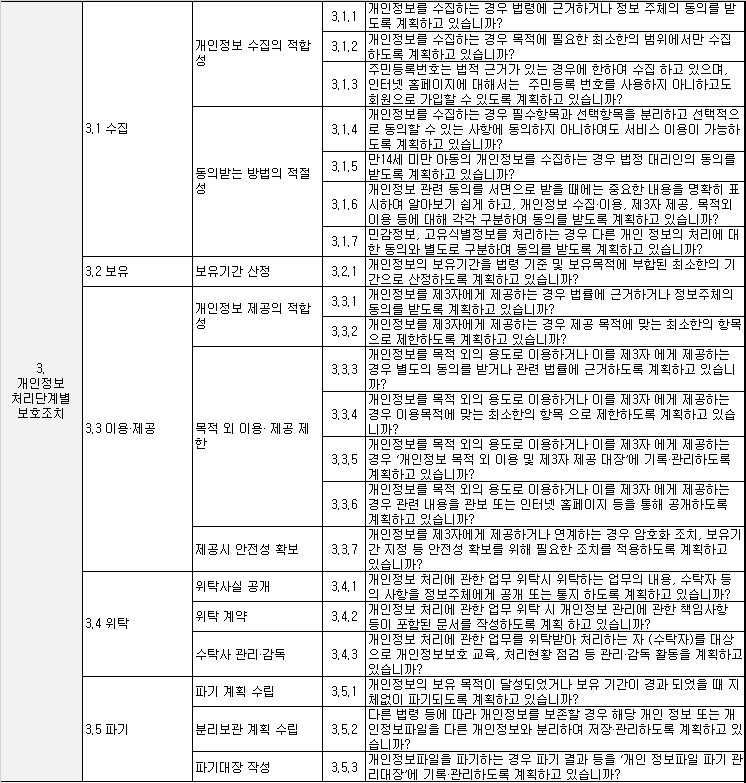 3.
개인정보
처리단계별
보호조치
3.1 수집
개인정보 수집의 적합
성
3.1.1
개인정보를 수집하는 경우 법령에 근거하거나 정보 주체의 동의를 받
도록 계획하고 있습니까?
3.1.2
개인정보를 수집하는 경우 목적에 필요한 최소한의 범위에서만 수집
하도록 계획하고 있습니까?
3.1.3
주민등록번호는 법적 근거가 있는 경우에 한하여 수집 하고 있으며,
인터넷 홈페이지에 대해서는 주민등록 번호를 사용하지 아니하고도
회원으로 가입할 수 있도록 계획하고 있습니까?
동의받는 방법의 적절
성
3.1.4
개인정보를 수집하는 경우 필수항목과 선택항목을 분리하고 선택적으
로 동의할 수 있는 사항에 동의하지 아니하여도 서비스 이용이 가능하
도록 계획하고 있습니까?
3.1.5
만14세 미만 아동의 개인정보를 수집하는 경우 법정 대리인의 동의를
받도록 계획하고 있습니까?
3.1.6
개인정보 관련 동의를 서면으로 받을 때에는 중요한 내용을 명확히 표
시하여 알아보기 쉽게 하고, 개인정보 수집·이용, 제3자 제공, 목적외
이용 등에 대해 각각 구분하여 동의를 받도록 계획하고 있습니까?
3.1.7
민감정보, 고유식별정보를 처리하는 경우 다른 개인 정보의 처리에 대
한 동의와 별도로 구분하여 동의를 받도록 계획하고 있습니까?
3.2 보유
보유기간 산정
3.2.1
개인정보의 보유기간을 법령 기준 및 보유목적에 부합된 최소한의 기
간으로 산정하도록 계획하고 있습니까?
3.3 이용·제공
개인정보 제공의 적합
성
3.3.1
개인정보를 제3자에게 제공하는 경우 법률에 근거하거나 정보주체의
동의를 받도록 계획하고 있습니까?
3.3.2
개인정보를 제3자에게 제공하는 경우 제공 목적에 맞는 최소한의 항목
으로 제한하도록 계획하고 있습니까?
목적 외 이용· 제공 제
한
3.3.3
개인정보를 목적 외의 용도로 이용하거나 이를 제3자 에게 제공하는
경우 별도의 동의를 받거나 관련 법률에 근거하도록 계획하고 있습니
까?
3.3.4
개인정보를 목적 외의 용도로 이용하거나 이를 제3자 에게 제공하는
경우 이용목적에 맞는 최소한의 항목 으로 제한하도록 계획하고 있습니
까?
3.3.5
개인정보를 목적 외의 용도로 이용하거나 이를 제3자 에게 제공하는
경우 '개인정보 목적 외 이용 및 제3자 제공 대장'에 기록·관리하도록
계획하고 있습니까?
3.3.6
개인정보를 목적 외의 용도로 이용하거나 이를 제3자 에게 제공하는
경우 관련 내용을 관보 또는 인터넷 홈페이지 등을 통해 공개하도록
계획하고 있습니까?
제공시 안전성 확보
3.3.7
개인정보를 제3자에게 제공하거나 연계하는 경우 암호화 조치, 보유기
간 지정 등 안전성 확보를 위해 필요한 조치를 적용하도록 계획하고
있습니까?
3.4 위탁
위탁사실 공개
3.4.1
개인정보 처리에 관한 업무 위탁시 위탁하는 업무의 내용, 수탁자 등
의 사항을 정보주체에게 공개 또는 통지 하도록 계획하고 있습니까?
위탁 계약
3.4.2
개인정보 처리에 관한 업무 위탁 시 개인정보 관리에 관한 책임사항
등이 포함된 문서를 작성하도록 계획 하고 있습니까?
수탁사 관리·감독
3.4.3
개인정보 처리에 관한 업무를 위탁받아 처리하는 자 (수탁자)를 대상
으로 개인정보보호 교육, 처리현황 점검 등 관리·감독 활동을 계획하고
있습니까?
3.5 파기
파기 계획 수립
3.5.1
개인정보의 보유 목적이 달성되었거나 보유 기간이 경과 되었을 때 지
체없이 파기되도록 계획하고 있습니까?
분리보관 계획 수립
3.5.2
다른 법령 등에 따라 개인정보를 보존할 경우 해당 개인 정보 또는 개
인정보파일을 다른 개인정보와 분리하여 저장·관리하도록 계획하고 있
습니까?
파기대장 작성
3.5.3
개인정보파일을 파기하는 경우 파기 결과 등을 '개인 정보파일 파기 관
리대장'에 기록·관리하도록 계획하고 있습니까?